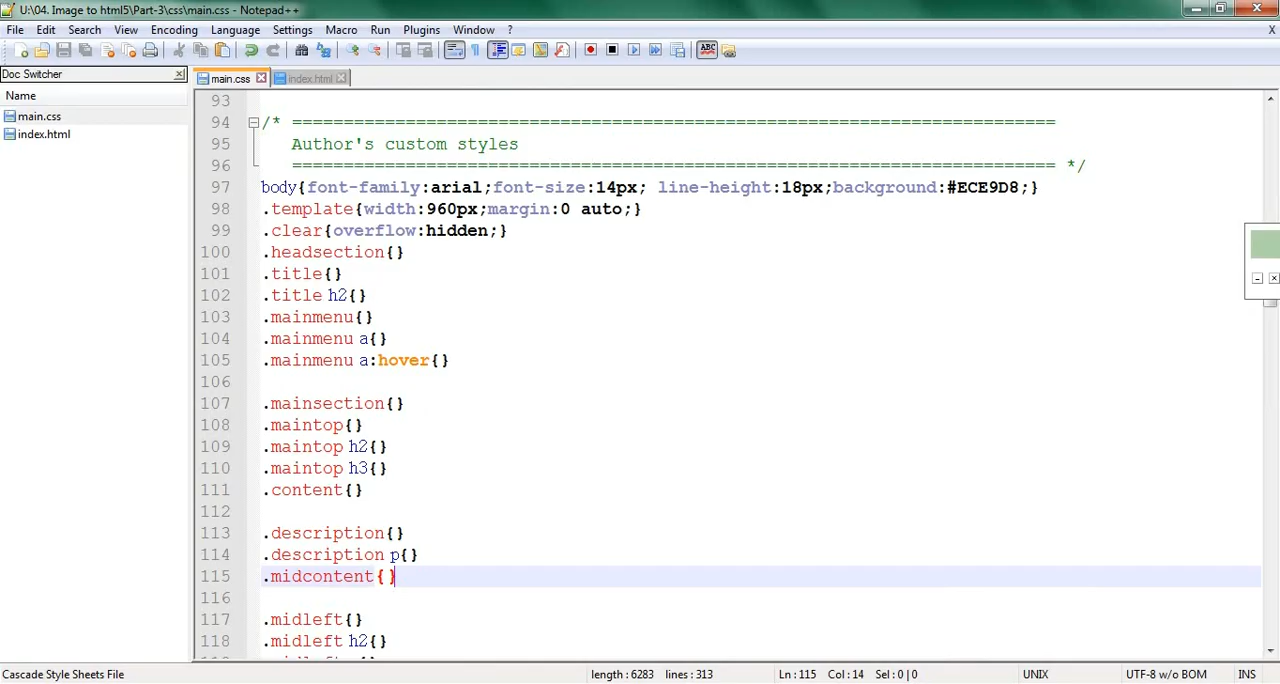 U:\04. Image to html5\Part-3\css\main.css - Notepad++
File Edit Search View Encoding Language Settings Macro Run Plugins Window ? X
Doc Switcher
main.css index.html
Name
main.css
index.html
93
94 /* ==========================================================================
95 Author's custom styles
96 ========================================================================== */
97 body{font-family:arial;font-size:14px; line-height:18px;background:#ECE9D8;}
98 .template{width:960px;margin:0 auto;}
99 .clear{overflow:hidden;}
100 .headsection{}
101 .title{}
102 .title h2{}
103 .mainmenu{}
104 .mainmenu a{}
105 .mainmenu a:hover{}
106
107 .mainsection{}
108 .maintop{}
109 .maintop h2{}
110 .maintop h3{}
111 .content{}
112
113 .description{}
114 .description p{}
115 .midcontent{}
116
117 .midleft{}
118 .midleft h2{}
Cascade Style Sheets File length : 6283 lines : 313 Ln : 115 Col : 14 Sel : 0 | 0 UNIX UTF-8 w/o BOM INS